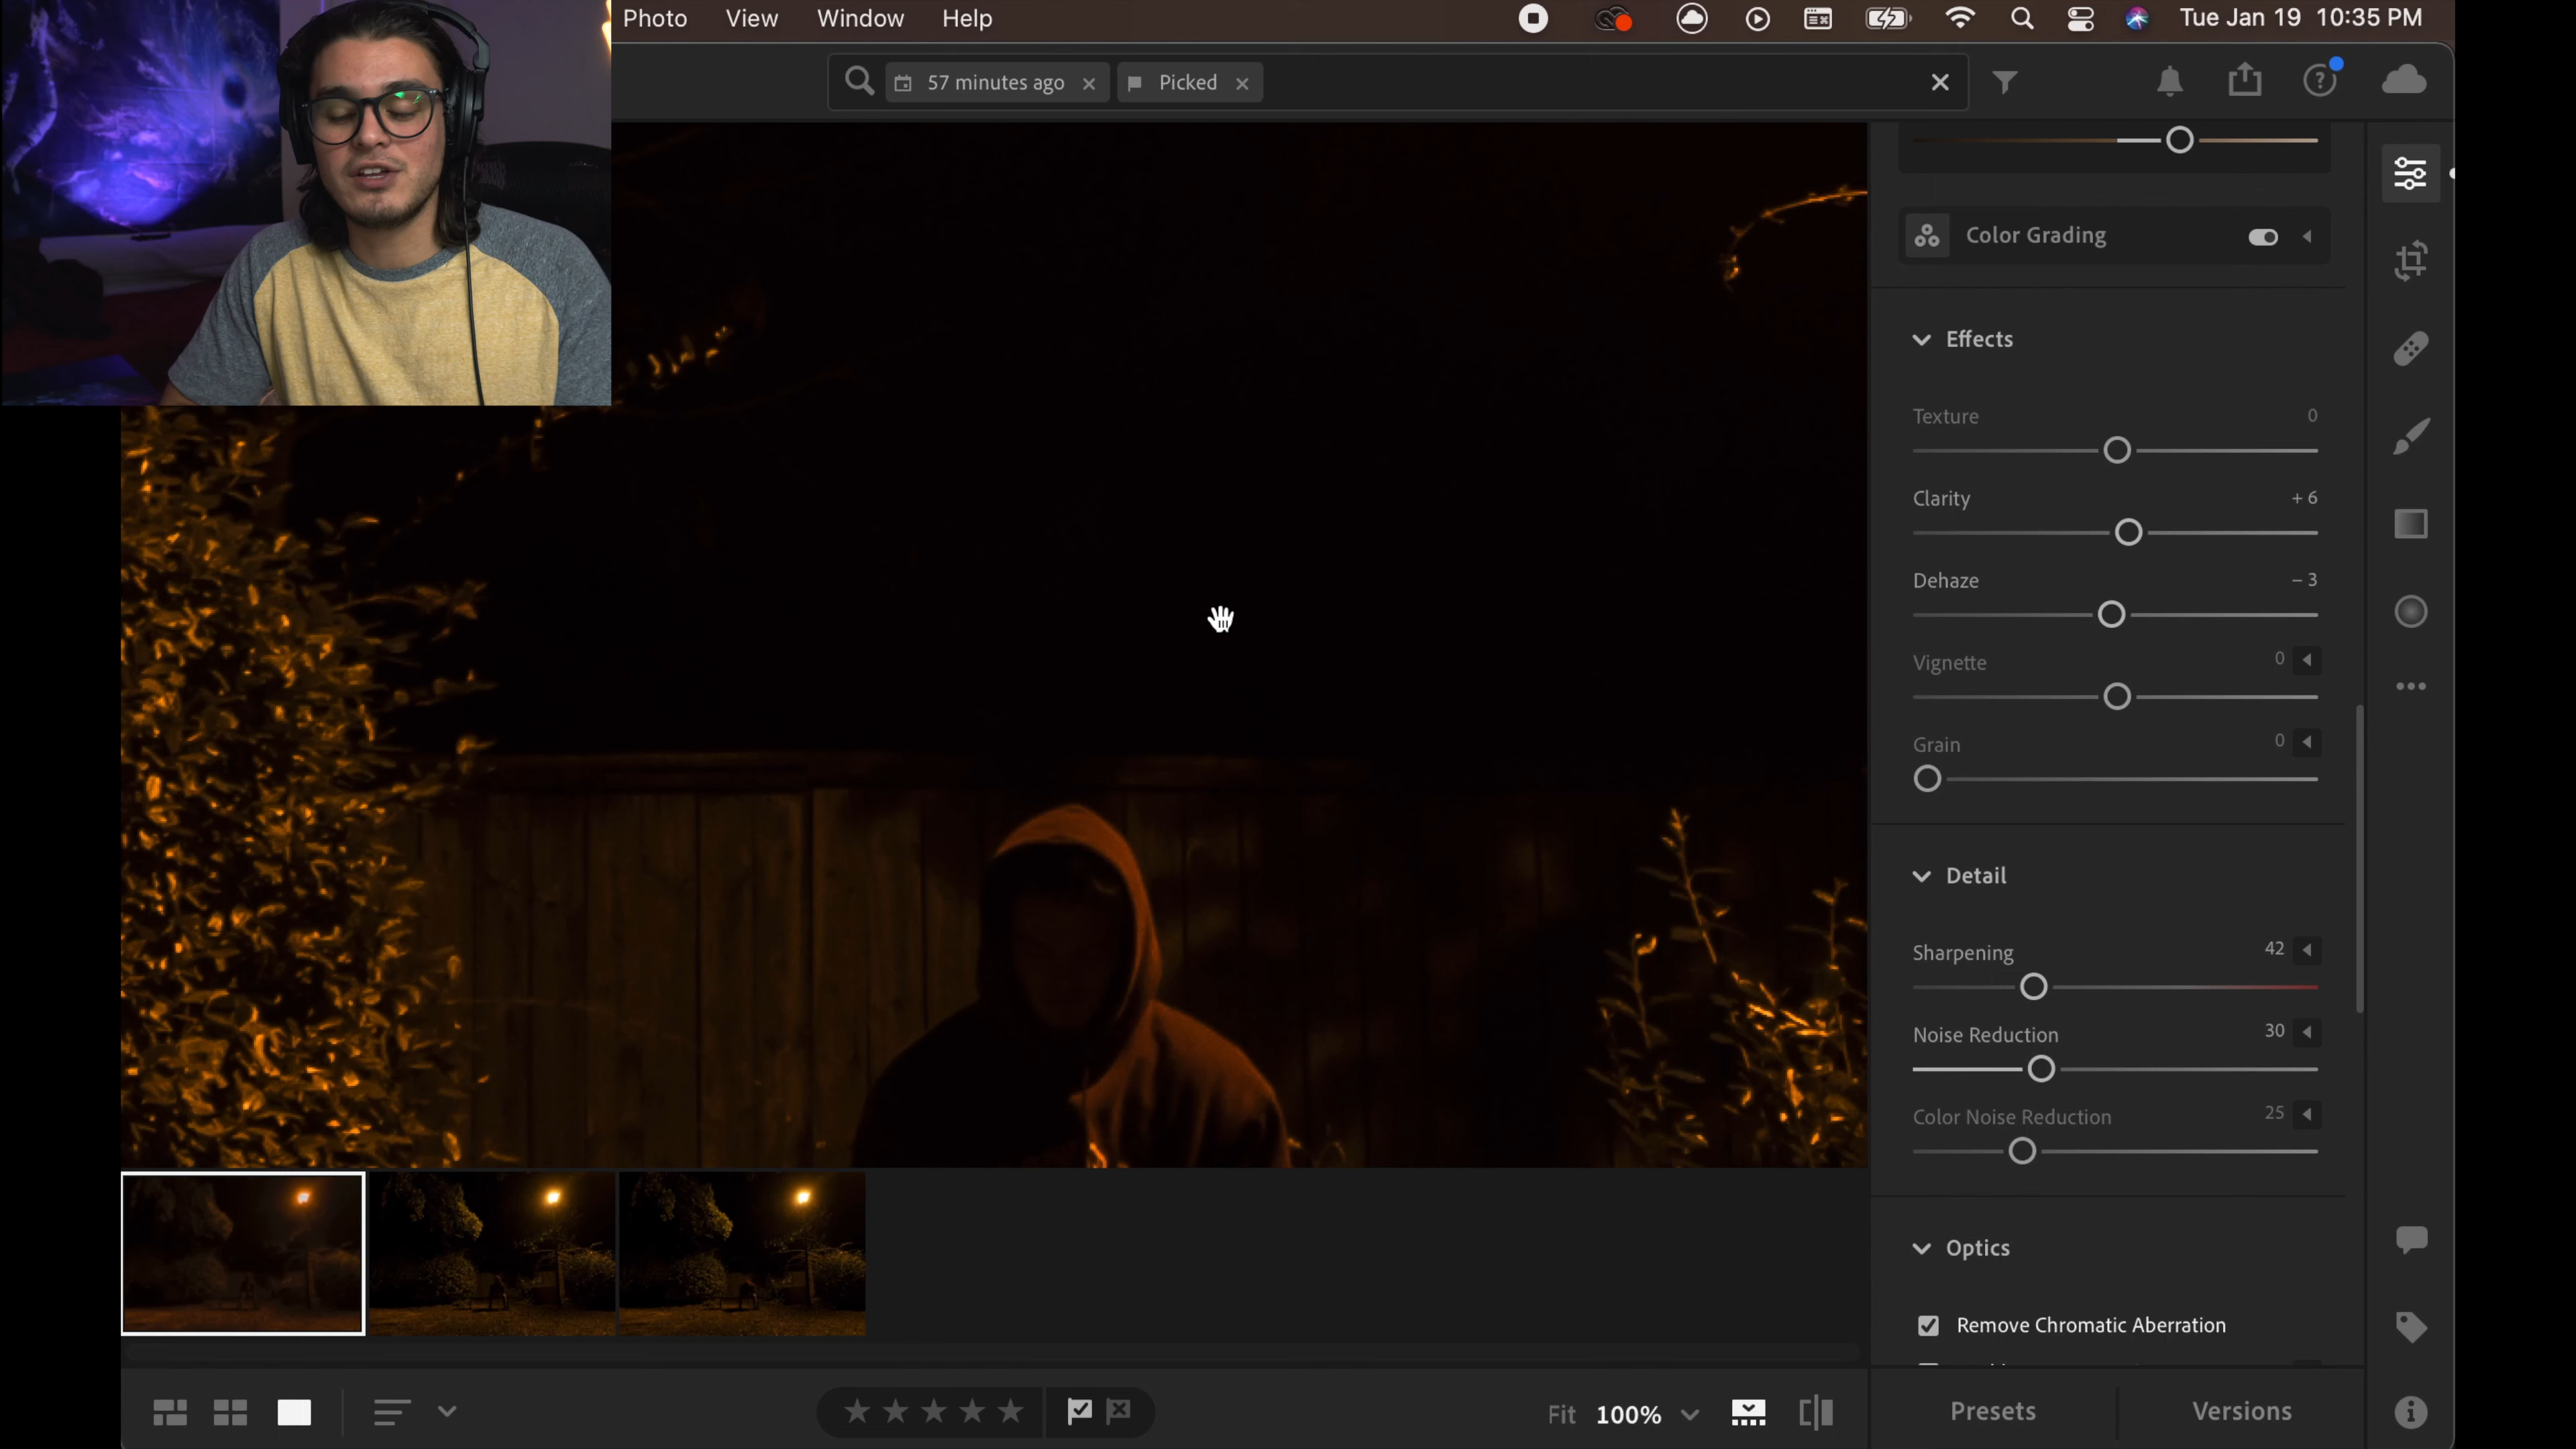 Photo View Window Help Tue Jan 19 10:35 PM
57 minutes ago Picked
Color Grading
Effects
Texture 0
Clarity + 6
Dehaze – 3
Vignette 0
Grain 0
Detail
Sharpening 42
Noise Reduction 30
Color Noise Reduction 25
Optics
Remove Chromatic Aberration
Fit 100% Presets Versions